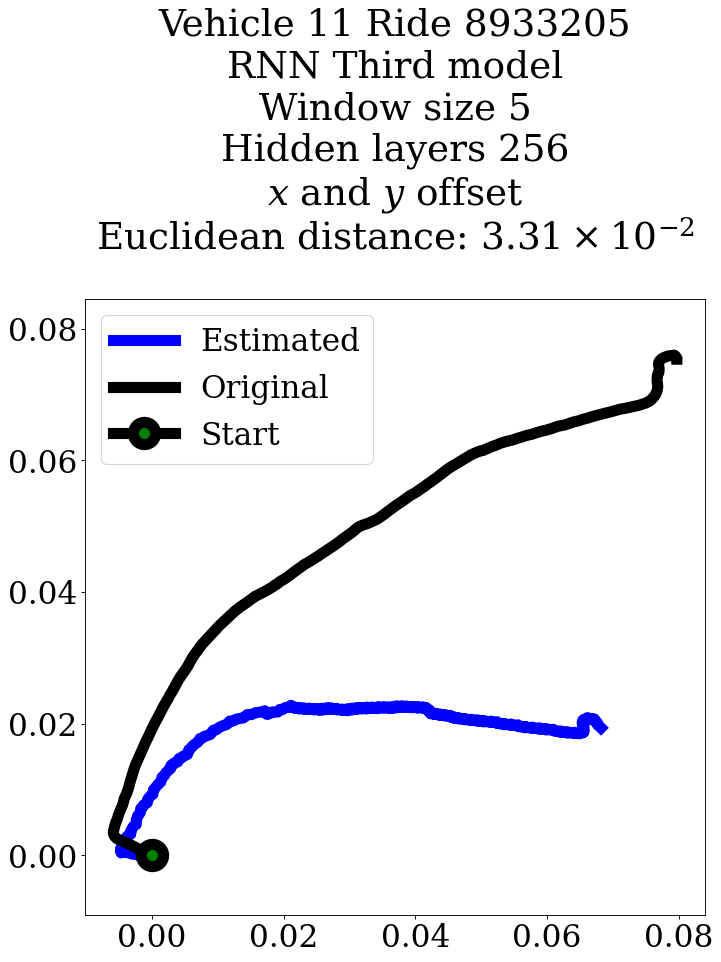 Vehicle 11 Ride 8933205
RNN Third model
Window size 5
Hidden layers 256
x and y offset
Euclidean distance: 3.31 × 10⁻²
Estimated
Original
Start
0.08
0.06
0.04
0.02
0.00
0.00 0.02 0.04 0.06 0.08